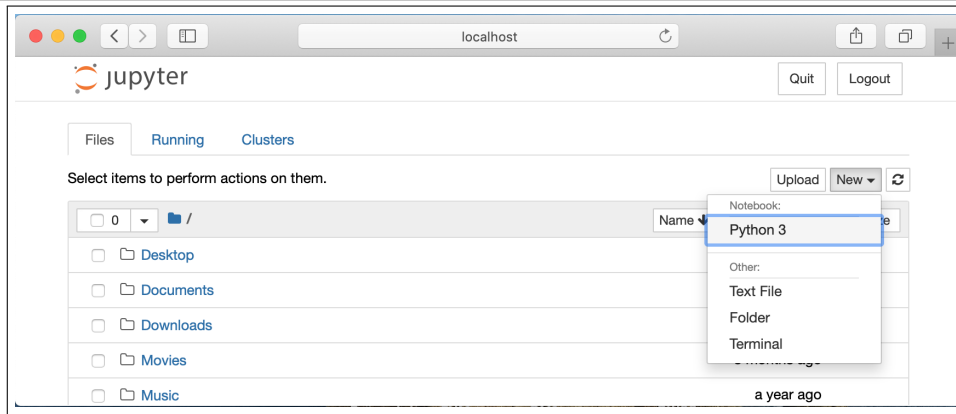 localhost
jupyter
Quit Logout
Files Running Clusters
Select items to perform actions on them.
Upload New
0 / Name
Notebook:
Python 3
Desktop
Other:
Documents
Text File
Folder
Downloads
Terminal
Movies
Music a year ago